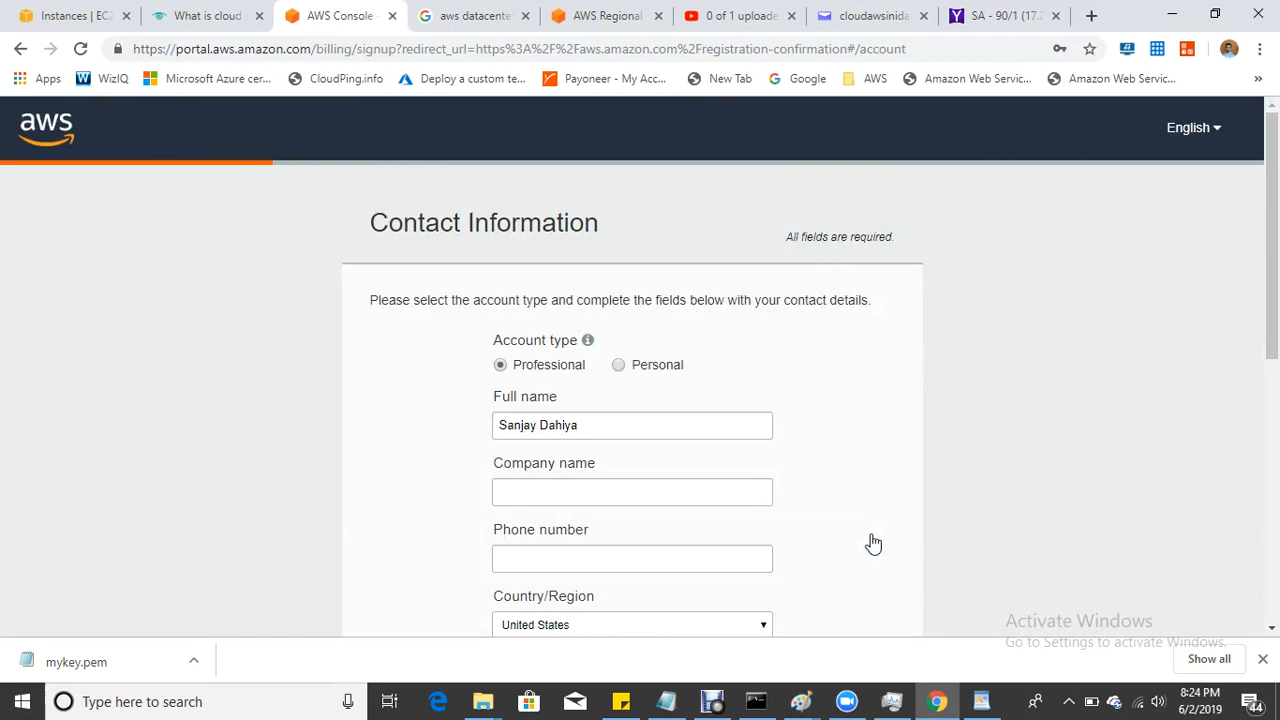 Instances | EC2
What is cloud
AWS Console -
aws datacente
AWS Regional
0 of 1 uploade
cloudawsinida
SA - 90/1 (17.2
https://portal.aws.amazon.com/billing/signup?redirect_url=https%3A%2F%2Faws.amazon.com%2Fregistration-confirmation#/account
Apps
WizIQ
Microsoft Azure cer...
CloudPing.info
Deploy a custom te...
Payoneer - My Acc...
New Tab
Google
AWS
Amazon Web Servic...
Amazon Web Servic...
»
aws
English
Contact Information
All fields are required.
Please select the account type and complete the fields below with your contact details.
Account type
Professional
Personal
Full name
Sanjay Dahiya
Company name
Phone number
Country/Region
United States
Activate Windows
Go to Settings to activate Windows.
mykey.pem
Show all
Type here to search
8:24 PM
6/2/2019
44